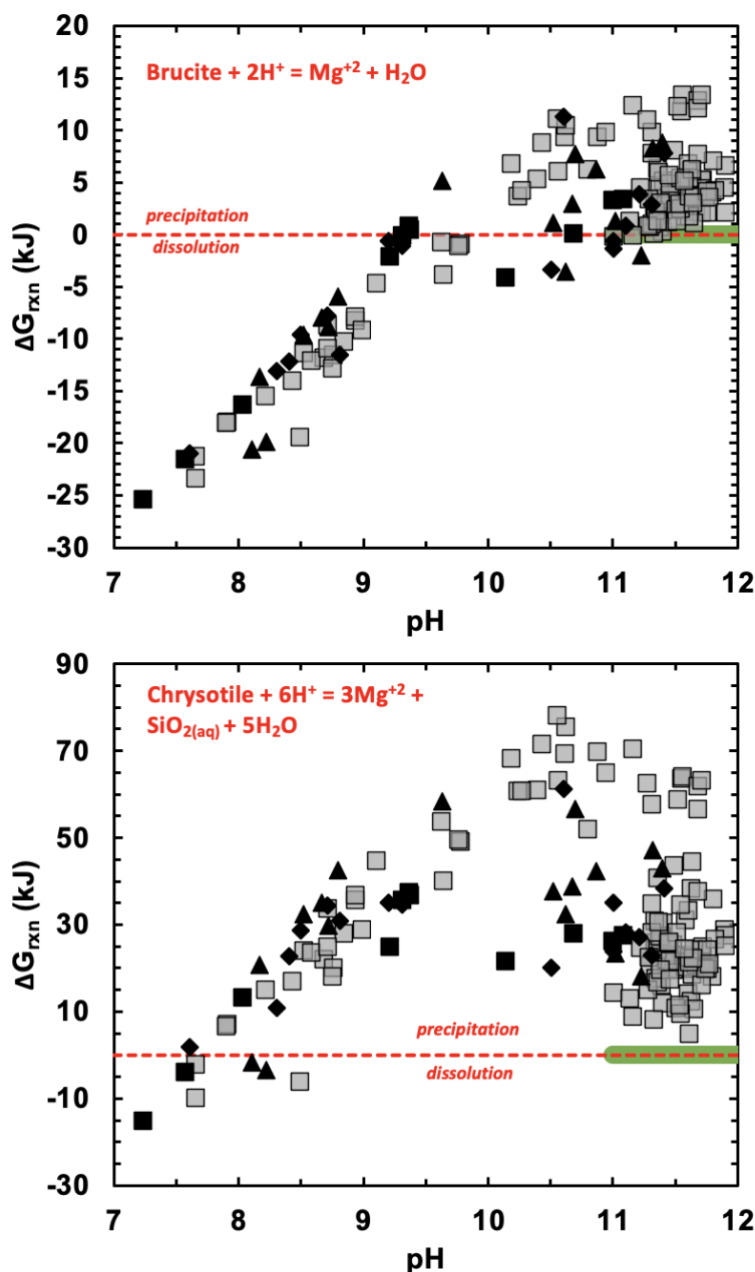 20
Brucite + 2H⁺ = Mg⁺² + H₂O
15
10
5
precipitation
0
dissolution
-5
-10
-15
-20
-25
-30
ΔG_rxn (kJ)
7 8 9 10 11 12
pH
90
Chrysotile + 6H⁺ = 3Mg⁺² +
SiO₂(aq) + 5H₂O
70
50
30
10
precipitation
dissolution
-10
-30
ΔG_rxn (kJ)
7 8 9 10 11 12
pH